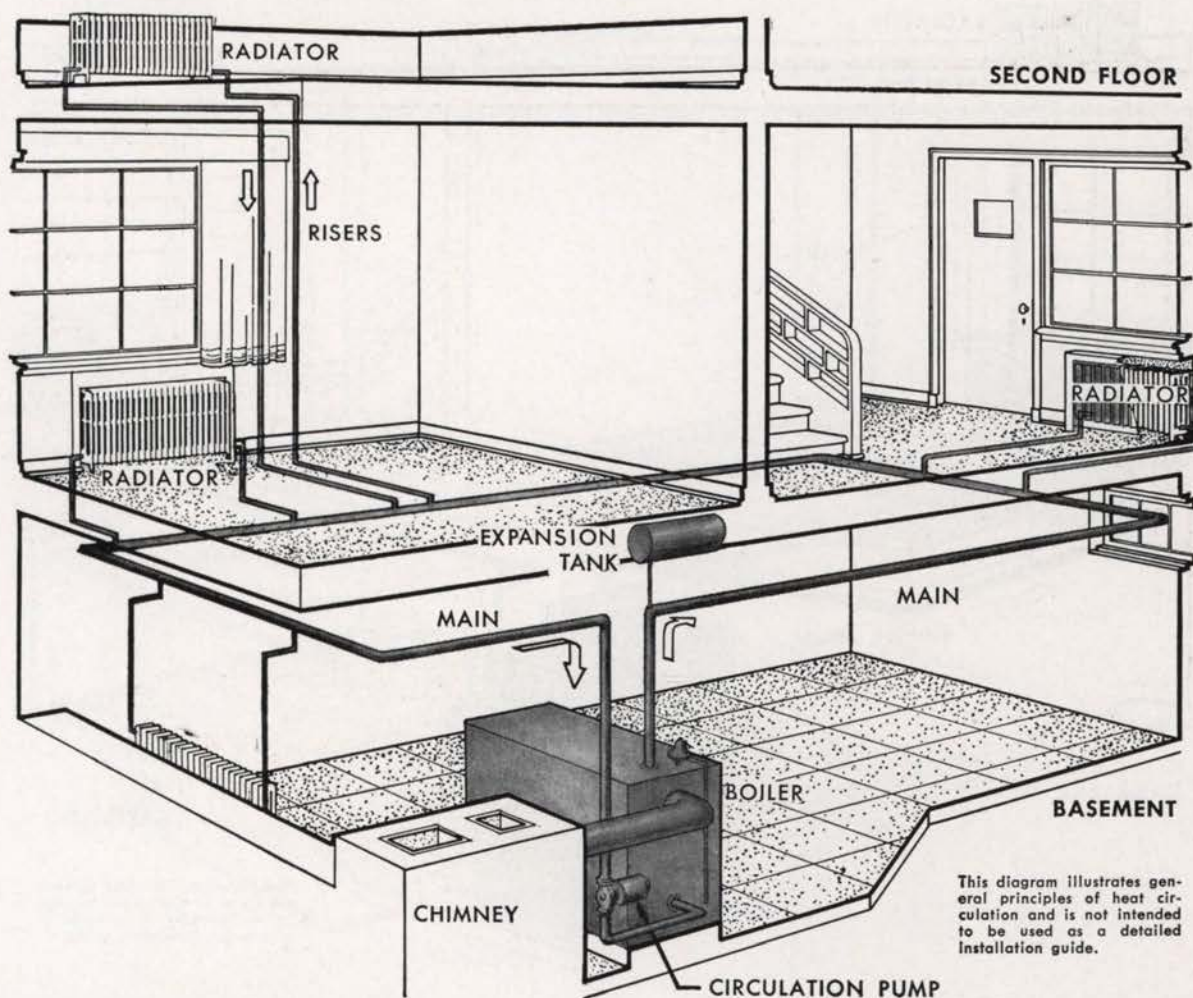 RADIATOR
SECOND FLOOR
RISERS
RADIATOR
RADIATOR
EXPANSION
TANK
MAIN
MAIN
BOILER
BASEMENT
CHIMNEY
This diagram illustrates gen-
eral principles of heat cir-
culation and is not intended
to be used as a detailed
installation guide.
CIRCULATION PUMP